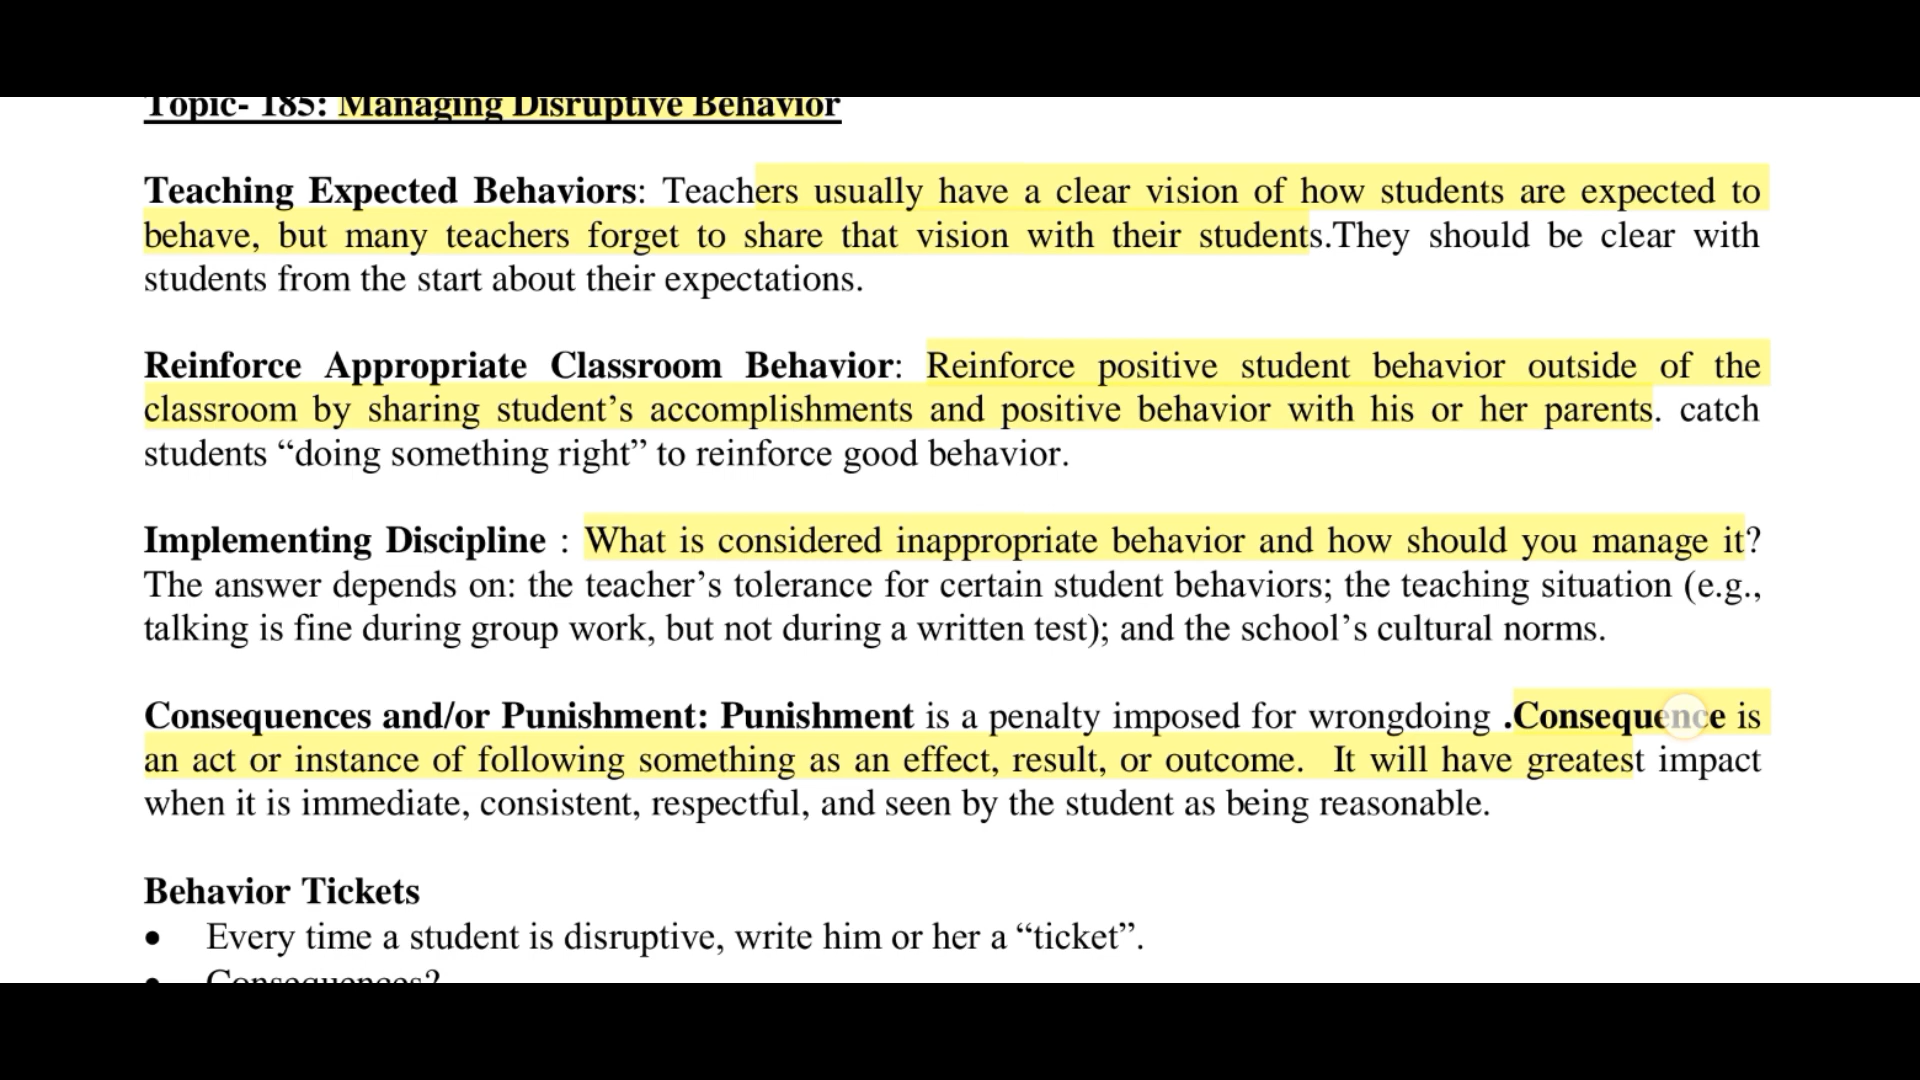 Topic- 185: Managing Disruptive Behavior
Teaching Expected Behaviors: Teachers usually have a clear vision of how students are expected to
behave, but many teachers forget to share that vision with their students.They should be clear with
students from the start about their expectations.
Reinforce Appropriate Classroom Behavior: Reinforce positive student behavior outside of the
classroom by sharing student’s accomplishments and positive behavior with his or her parents. catch
students “doing something right” to reinforce good behavior.
Implementing Discipline : What is considered inappropriate behavior and how should you manage it?
The answer depends on: the teacher’s tolerance for certain student behaviors; the teaching situation (e.g.,
talking is fine during group work, but not during a written test); and the school’s cultural norms.
Consequences and/or Punishment: Punishment is a penalty imposed for wrongdoing .Consequence is
an act or instance of following something as an effect, result, or outcome. It will have greatest impact
when it is immediate, consistent, respectful, and seen by the student as being reasonable.
Behavior Tickets
• Every time a student is disruptive, write him or her a “ticket”.
• Consequences?